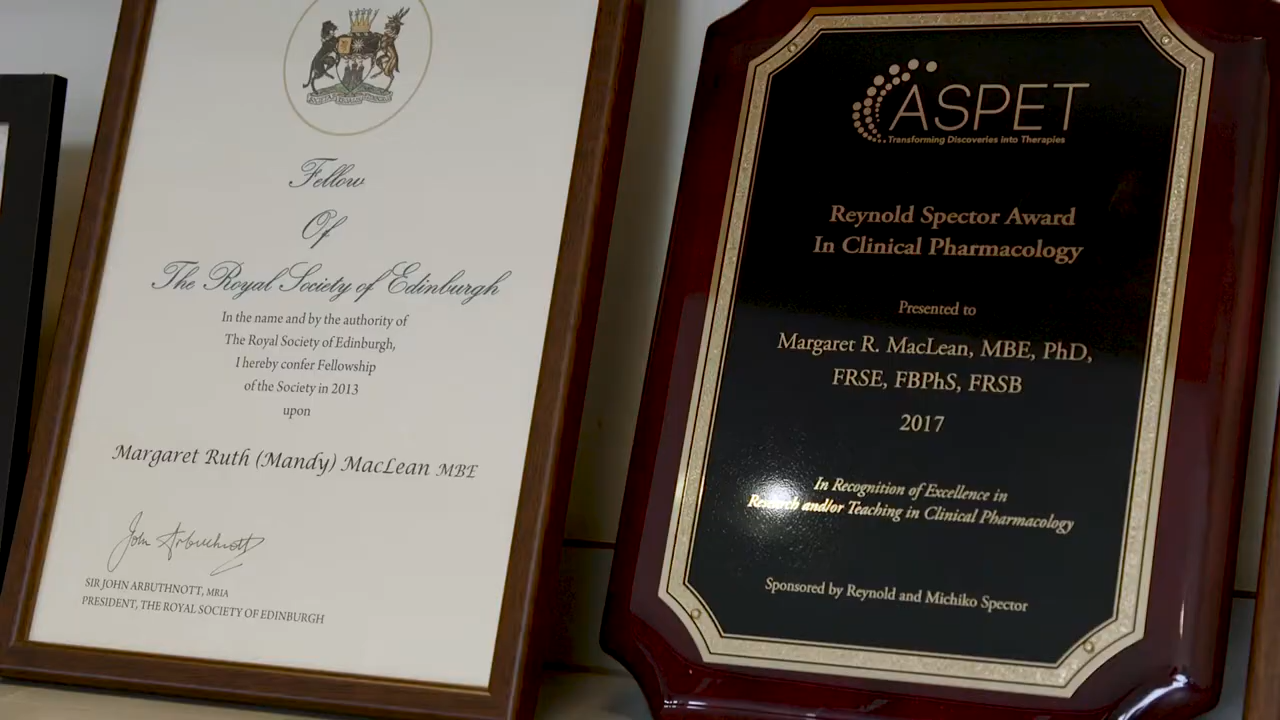 Fellow
Of
The Royal Society of Edinburgh
In the name and by the authority of
The Royal Society of Edinburgh,
I hereby confer Fellowship
of the Society in 2013
upon
Margaret Ruth (Mandy) MacLean MBE
John Arbuthnott
SIR JOHN ARBUTHNOTT, MRIA
PRESIDENT, THE ROYAL SOCIETY OF EDINBURGH
ASPET
Transforming Discoveries into Therapies
Reynold Spector Award
In Clinical Pharmacology
Presented to
Margaret R. MacLean, MBE, PhD,
FRSE, FBPhS, FRSB
2017
In Recognition of Excellence in
Research and/or Teaching in Clinical Pharmacology
Sponsored by Reynold and Michiko Spector